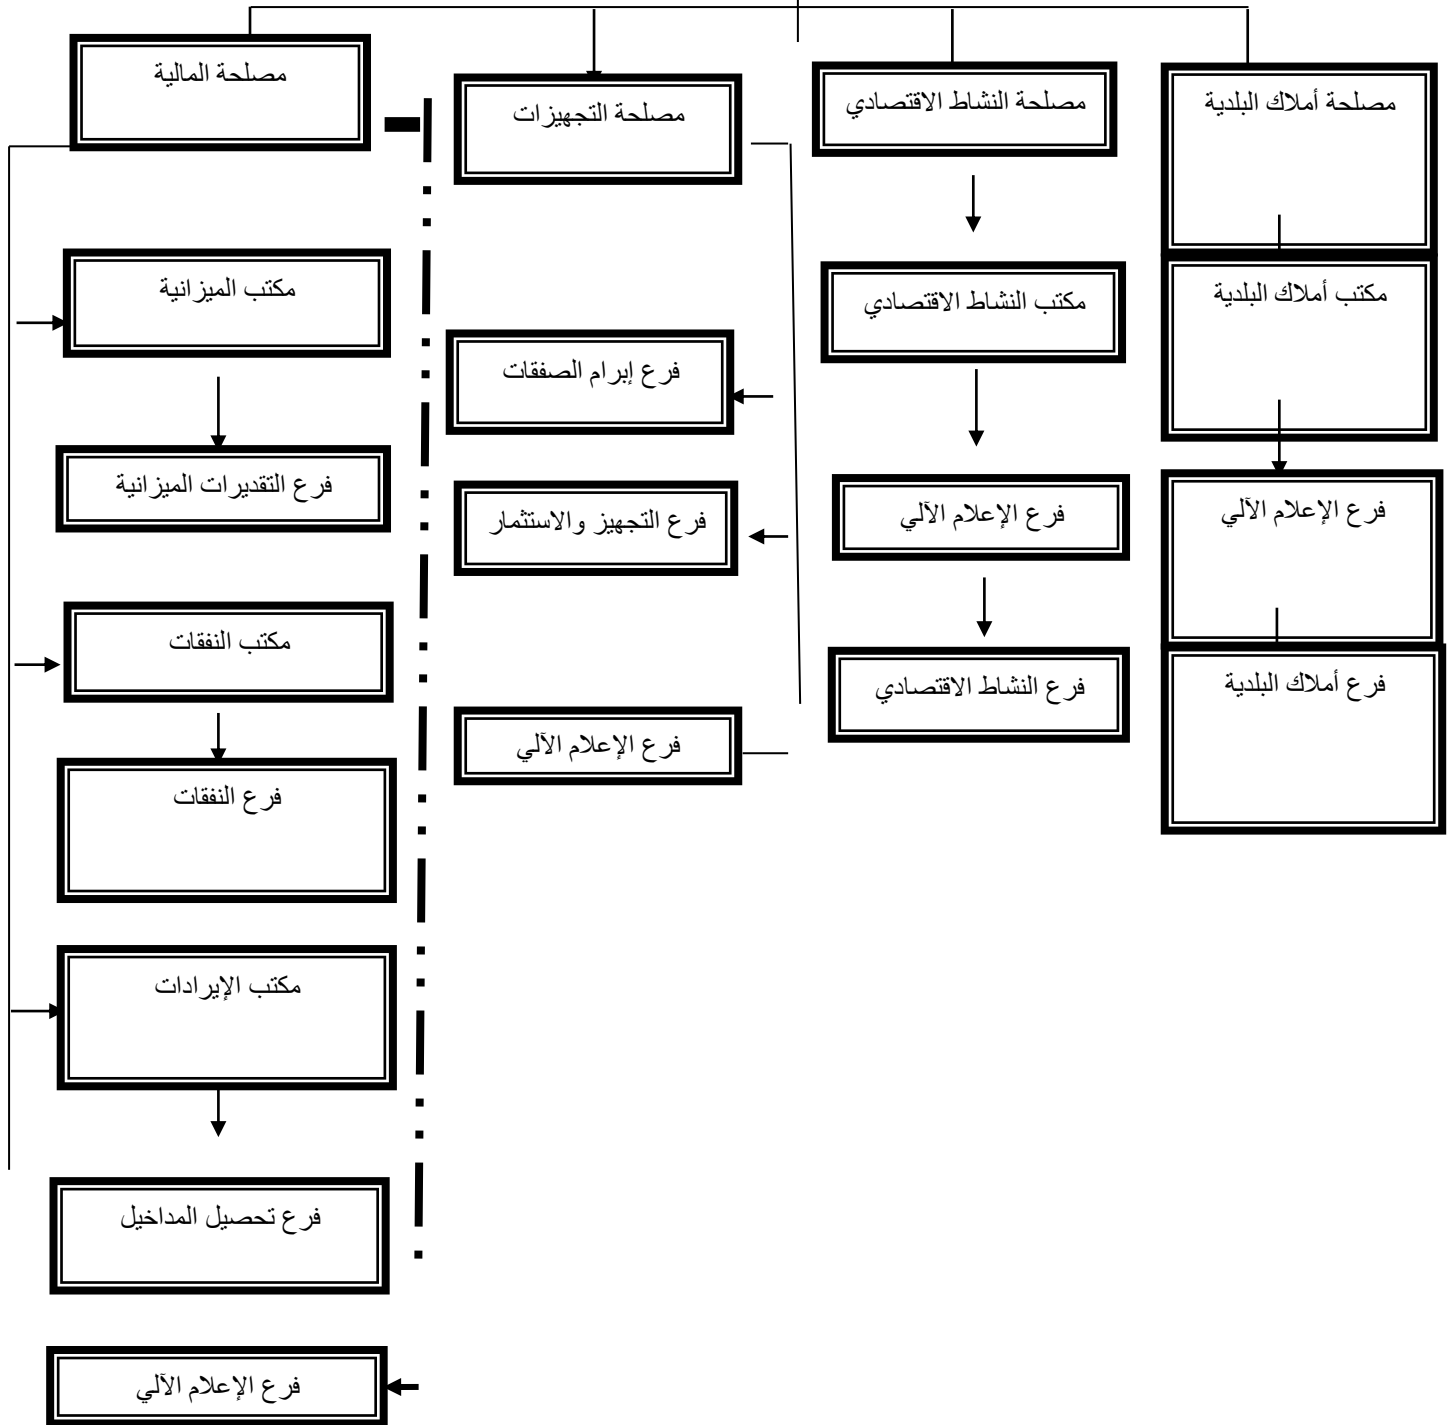 مصلحة أملاك البلدية
مصلحة النشاط الاقتصادي
مصلحة التجهيزات
مصلحة المالية
مكتب أملاك البلدية
فرع الإعلام الآلي
فرع أملاك البلدية
مكتب النشاط الاقتصادي
فرع الإعلام الآلي
فرع النشاط الاقتصادي
فرع إبرام الصفقات
فرع التجهيز والاستثمار
فرع الإعلام الآلي
مكتب الميزانية
فرع التقديرات الميزانية
مكتب النفقات
فرع النفقات
مكتب الإيرادات
فرع تحصيل المداخيل
فرع الإعلام الآلي